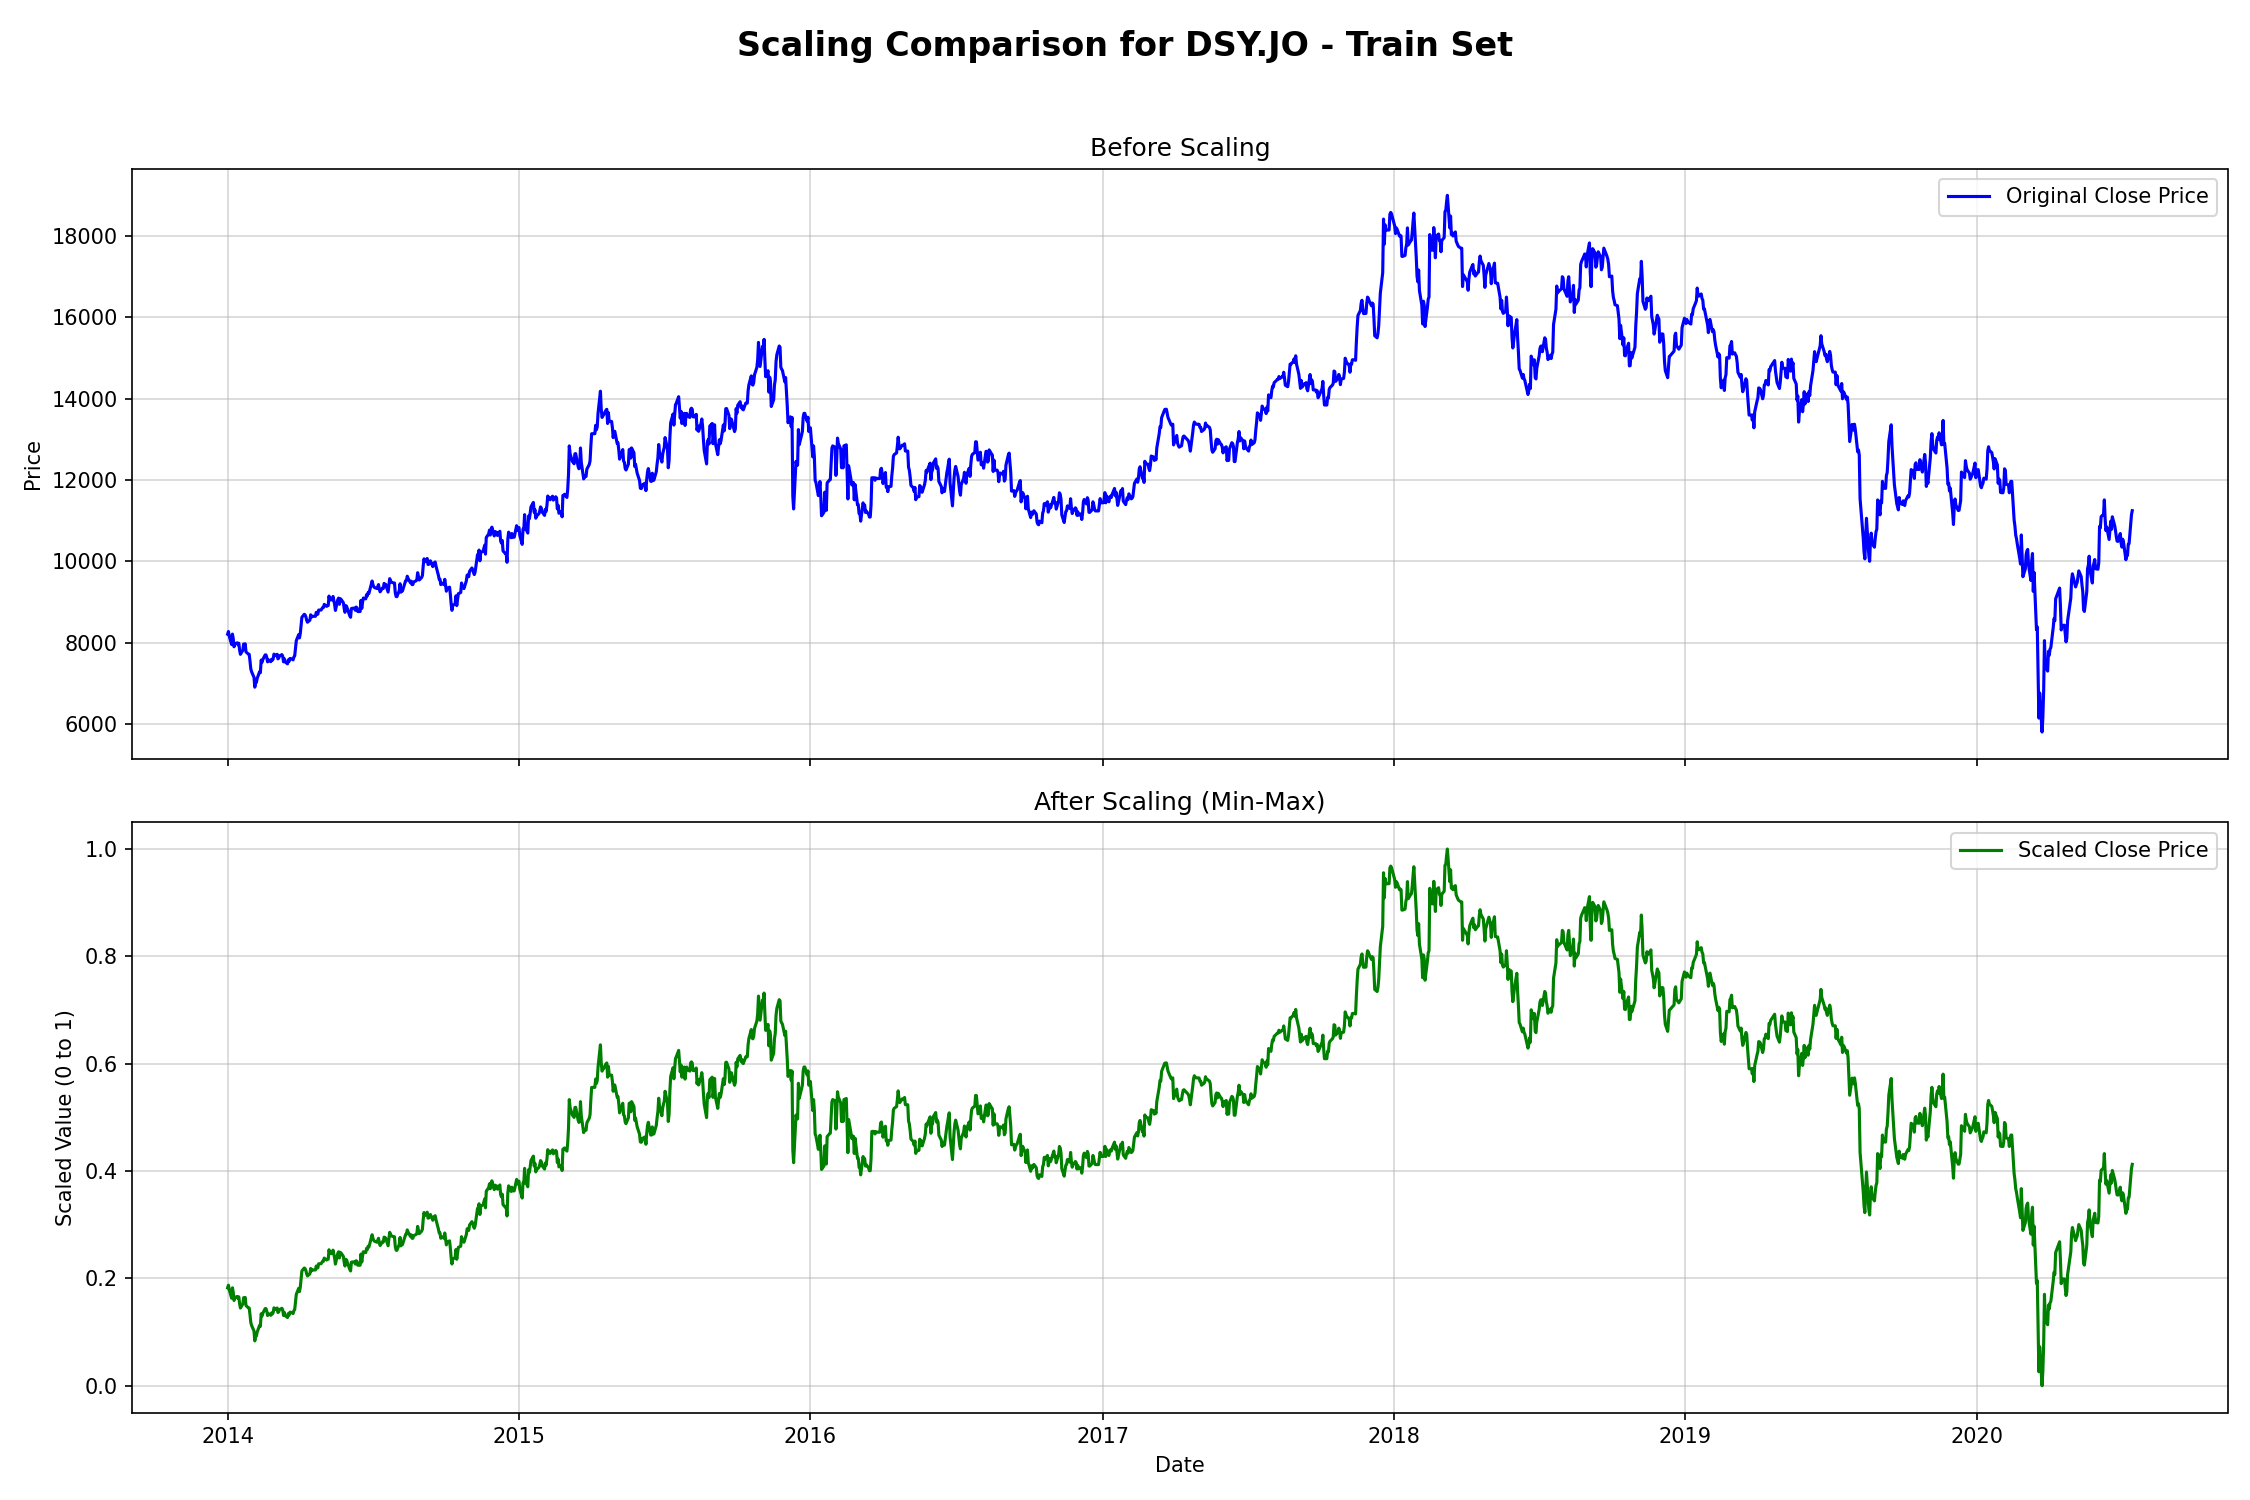 Scaling Comparison for DSY.JO - Train Set
Before Scaling
Original Close Price
Price
18000
16000
14000
12000
10000
8000
6000
After Scaling (Min-Max)
Scaled Close Price
Scaled Value (0 to 1)
1.0
0.8
0.6
0.4
0.2
0.0
2014 2015 2016 2017 2018 2019 2020
Date